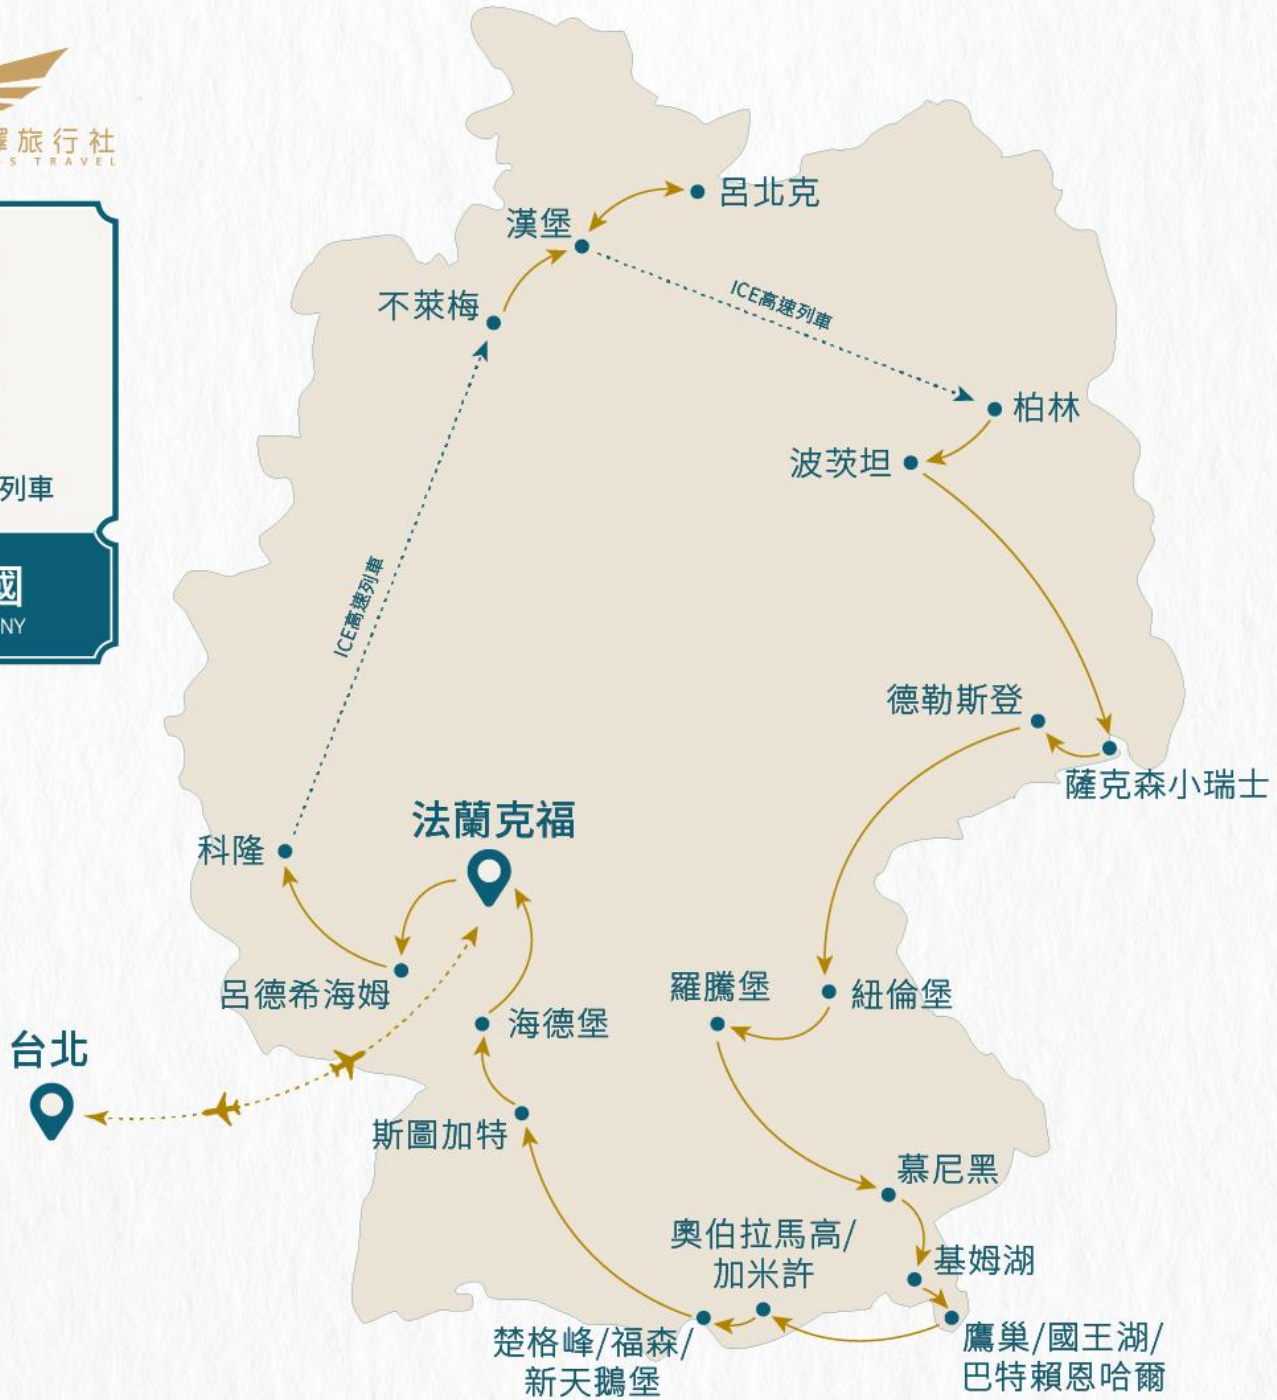 旅行社
TRAVEL
列車
國
NY
呂北克
漢堡
不萊梅
ICE高速列車
柏林
波茨坦
ICE高速列車
德勒斯登
薩克森小瑞士
法蘭克福
科隆
呂德希海姆
羅騰堡
紐倫堡
海德堡
台北
斯圖加特
慕尼黑
奧伯拉馬高/
加米許
基姆湖
楚格峰/福森/
新天鵝堡
鷹巢/國王湖/
巴特賴恩哈爾